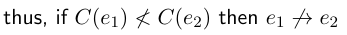 thus, if C(e₁) ≮ C(e₂) then e₁ ↛ e₂